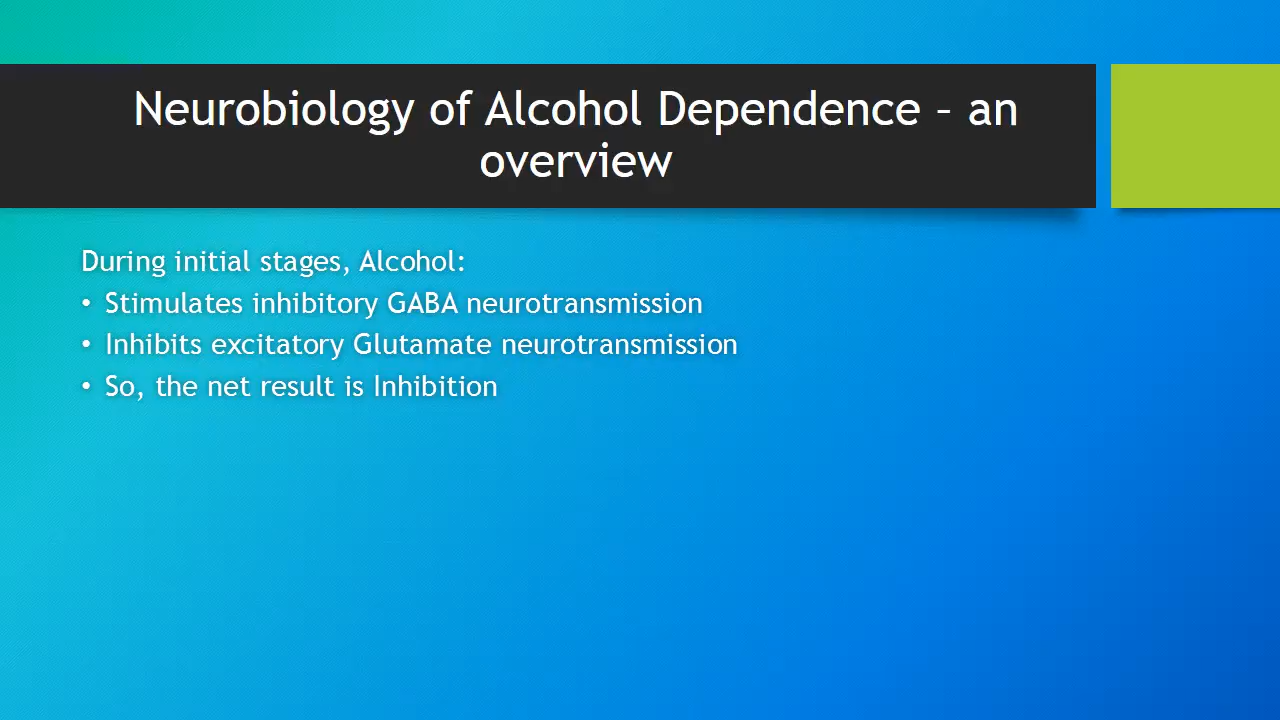 Neurobiology of Alcohol Dependence – an
overview
During initial stages, Alcohol:
• Stimulates inhibitory GABA neurotransmission
• Inhibits excitatory Glutamate neurotransmission
• So, the net result is Inhibition